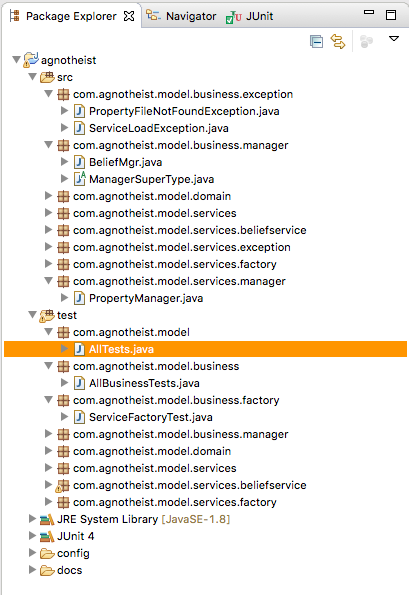 Package Explorer Navigator JUnit
agnotheist
src
com.agnotheist.model.business.exception
PropertyFileNotFoundException.java
ServiceLoadException.java
com.agnotheist.model.business.manager
BeliefMgr.java
ManagerSuperType.java
com.agnotheist.model.domain
com.agnotheist.model.services
com.agnotheist.model.services.beliefservice
com.agnotheist.model.services.exception
com.agnotheist.model.services.factory
com.agnotheist.model.services.manager
PropertyManager.java
test
com.agnotheist.model
AllTests.java
com.agnotheist.model.business
AllBusinessTests.java
com.agnotheist.model.business.factory
ServiceFactoryTest.java
com.agnotheist.model.business.manager
com.agnotheist.model.domain
com.agnotheist.model.services
com.agnotheist.model.services.beliefservice
com.agnotheist.model.services.factory
JRE System Library [JavaSE-1.8]
JUnit 4
config
docs